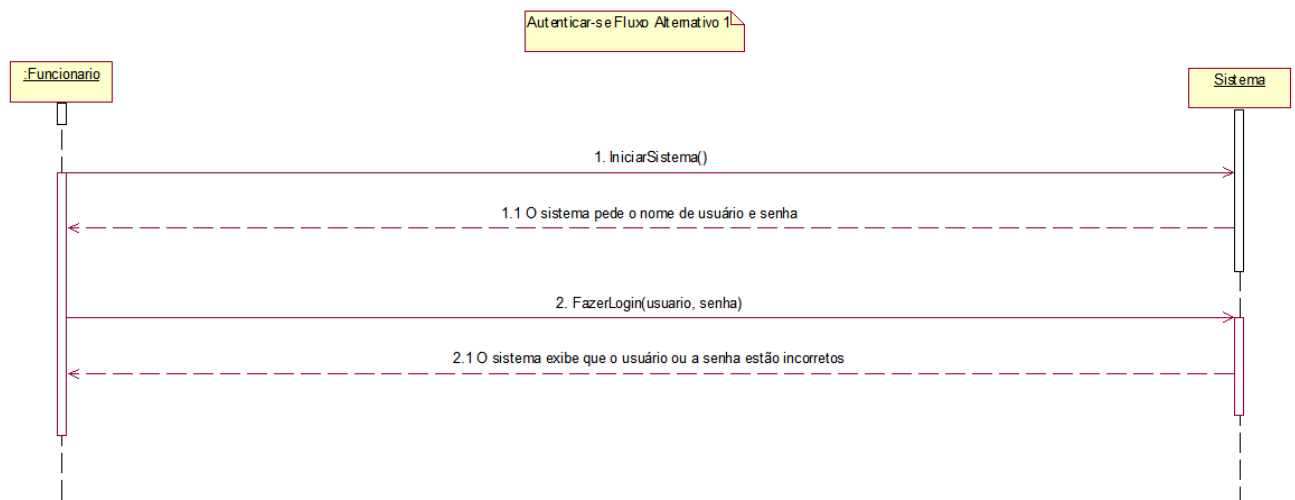 Autenticar-se Fluxo Alternativo 1
:Funcionario
Sistema
1. IniciarSistema()
1.1 O sistema pede o nome de usuário e senha
2. FazerLogin(usuario, senha)
2.1 O sistema exibe que o usuário ou a senha estão incorretos